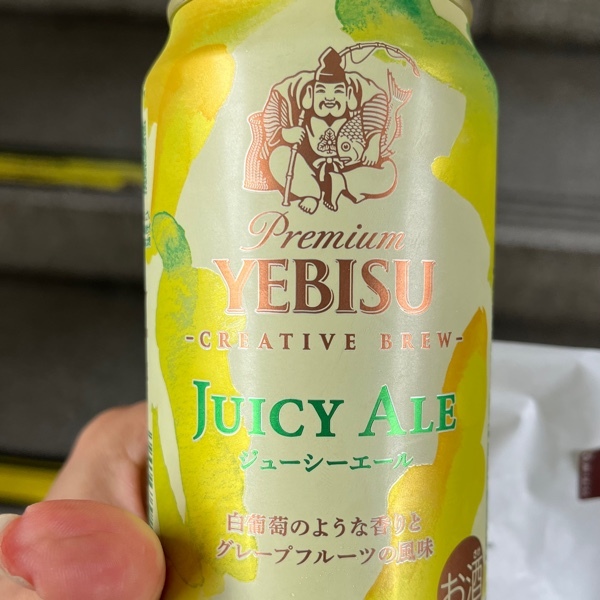 Premium
YEBISU
-CREATIVE BREW-
JUICY ALE
ジューシーエール
白葡萄のような香りと
グレープフルーツの風味
お酒